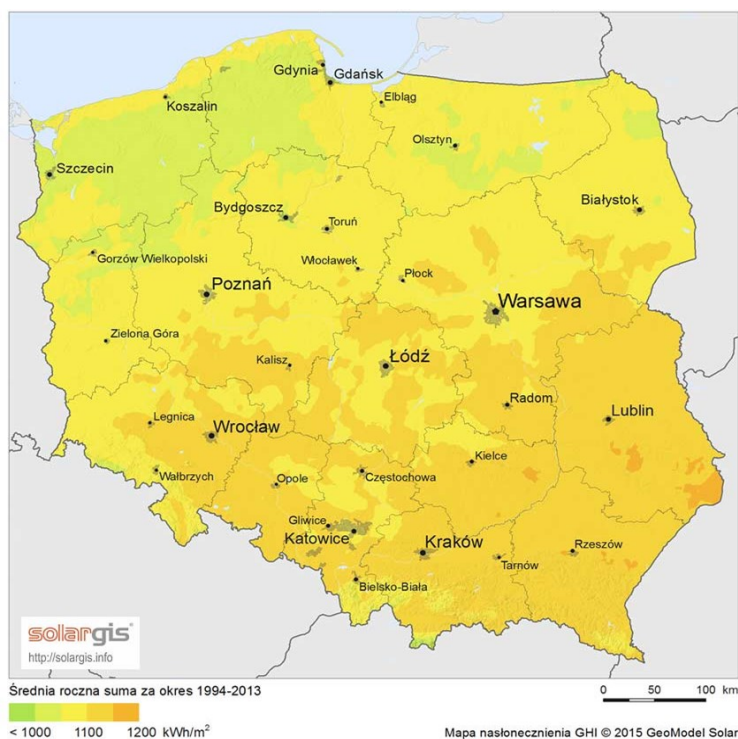 Gdynia
Gdańsk
Koszalin
Elbląg
Olsztyn
Szczecin
Białystok
Bydgoszcz
Toruń
Gorzów Wielkopolski
Włocławek
Płock
Poznań
Warsawa
Zielona Góra
Kalisz
Łódź
Radom
Lublin
Legnica
Wrocław
Kielce
Wałbrzych
Opole
Częstochowa
Gliwice
Katowice
Kraków
Rzeszów
Tarnów
Bielsko-Biała
solargis®
http://solargis.info
Średnia roczna suma za okres 1994-2013
0 50 100 km
< 1000 1100 1200 kWh/m²
Mapa nasłonecznienia GHI © 2015 GeoModel Solar